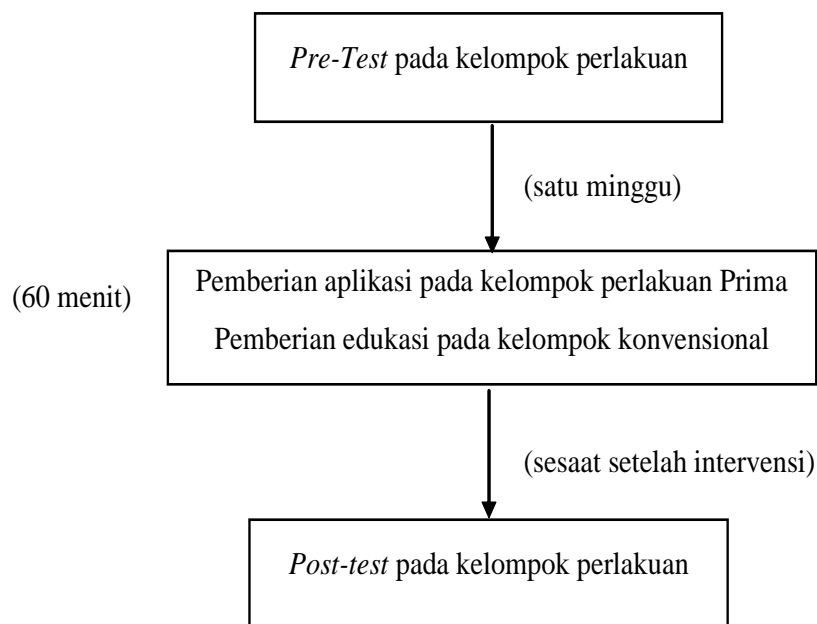 Pre-Test pada kelompok perlakuan
(satu minggu)
(60 menit)
Pemberian aplikasi pada kelompok perlakuan Prima
Pemberian edukasi pada kelompok konvensional
(sesaat setelah intervensi)
Post-test pada kelompok perlakuan